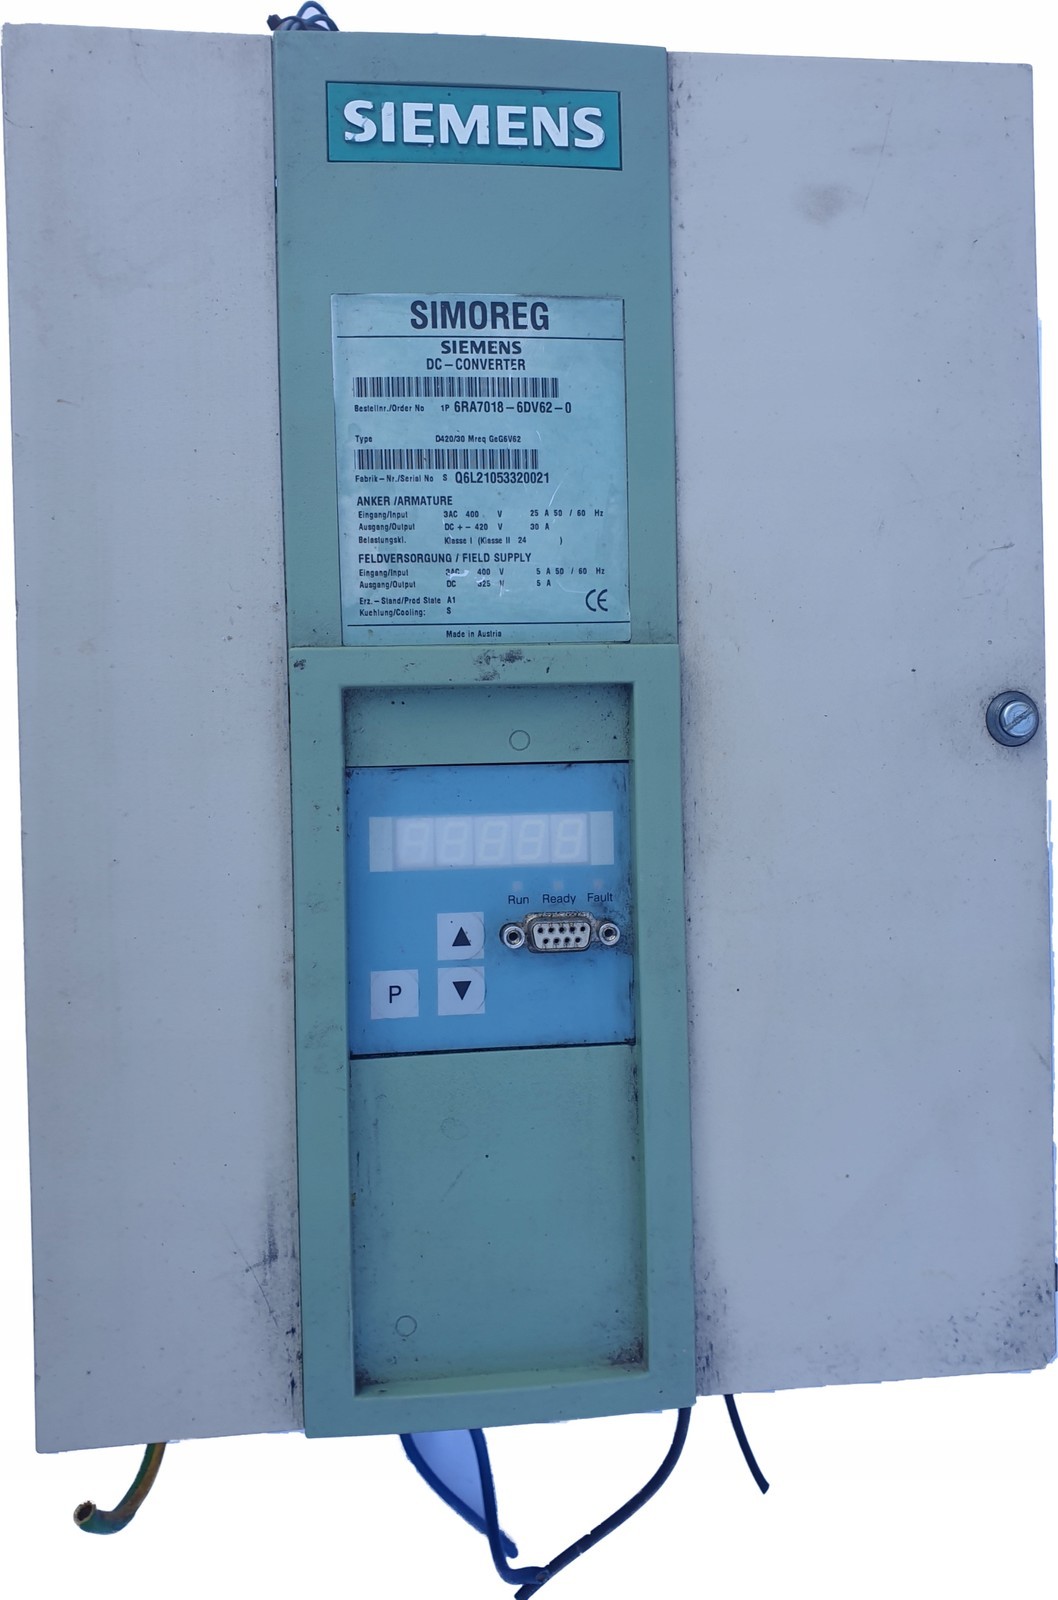 SIEMENS
SIMOREG
SIEMENS
DC-CONVERTER
Bestellnr./Order No 1P 6RA7018-6DV62-0
Type D420/30 Mreq GeG6V62
Fabrik-Nr./Serial No S Q6L21053320021
ANKER / ARMATURE
Eingang/Input 3AC 400 V 25 A 50 / 60 Hz
Ausgang/Output DC +- 420 V 30 A
Belastungskl. Klasse I (Klasse II 24 )
FELDVERSORGUNG / FIELD SUPPLY
Eingang/Input 3AC 400 V 5 A 50 / 60 Hz
Ausgang/Output DC 325 V 5 A
Erz.-Stand/Prod State A1
Kuehlung/Cooling: S
CE
Made in Austria
Run Ready Fault
P